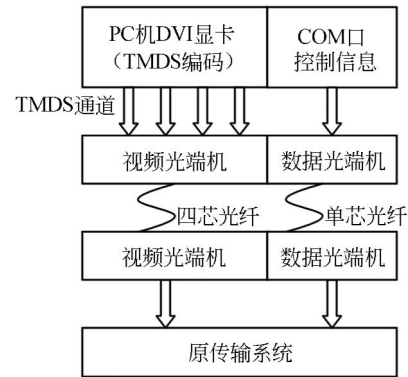 PC机DVI显卡
（TMDS编码）
COM口
控制信息
TMDS通道
视频光端机
数据光端机
四芯光纤
单芯光纤
视频光端机
数据光端机
原传输系统